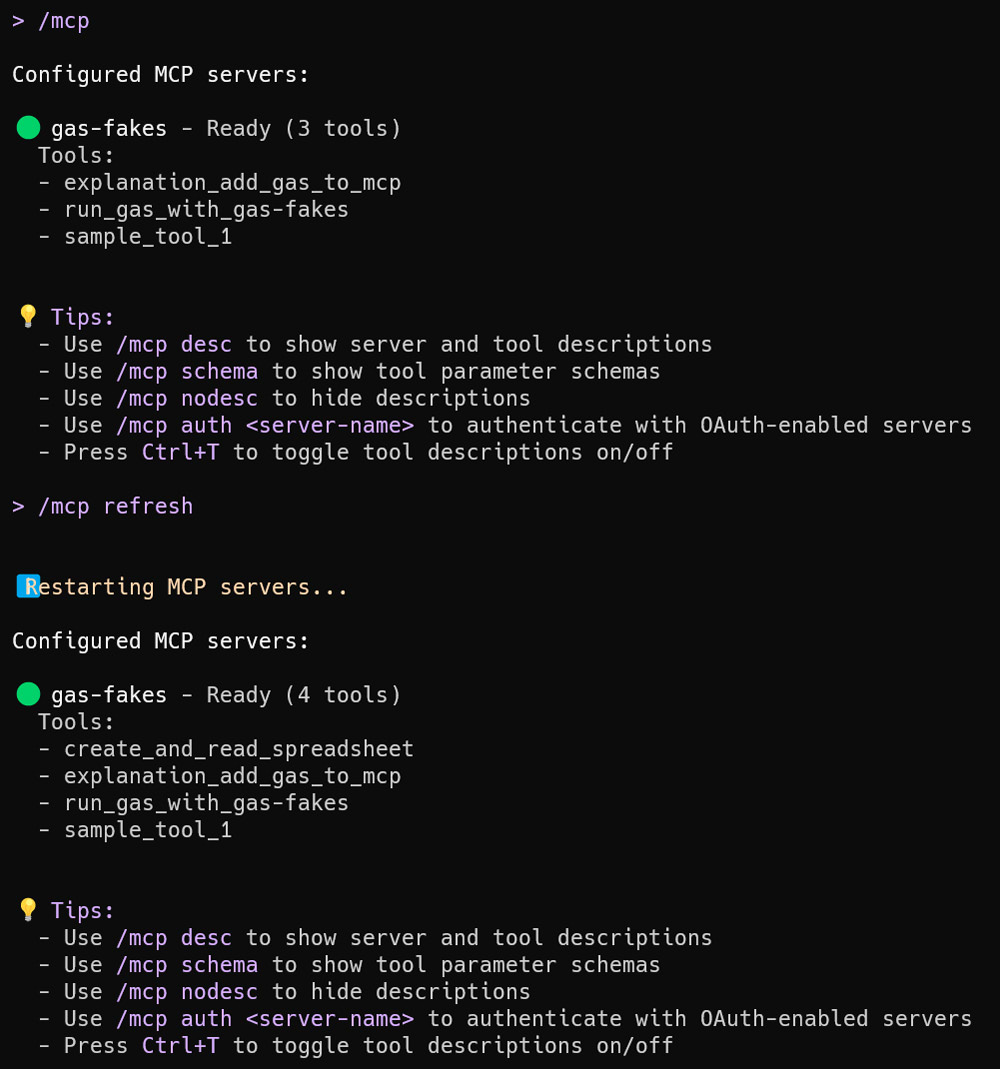 > /mcp
Configured MCP servers:
🟢 gas-fakes - Ready (3 tools)
Tools:
- explanation_add_gas_to_mcp
- run_gas_with_gas-fakes
- sample_tool_1
💡 Tips:
- Use /mcp desc to show server and tool descriptions
- Use /mcp schema to show tool parameter schemas
- Use /mcp nodesc to hide descriptions
- Use /mcp auth <server-name> to authenticate with OAuth-enabled servers
- Press Ctrl+T to toggle tool descriptions on/off
> /mcp refresh
Restarting MCP servers...
Configured MCP servers:
🟢 gas-fakes - Ready (4 tools)
Tools:
- create_and_read_spreadsheet
- explanation_add_gas_to_mcp
- run_gas_with_gas-fakes
- sample_tool_1
💡 Tips:
- Use /mcp desc to show server and tool descriptions
- Use /mcp schema to show tool parameter schemas
- Use /mcp nodesc to hide descriptions
- Use /mcp auth <server-name> to authenticate with OAuth-enabled servers
- Press Ctrl+T to toggle tool descriptions on/off